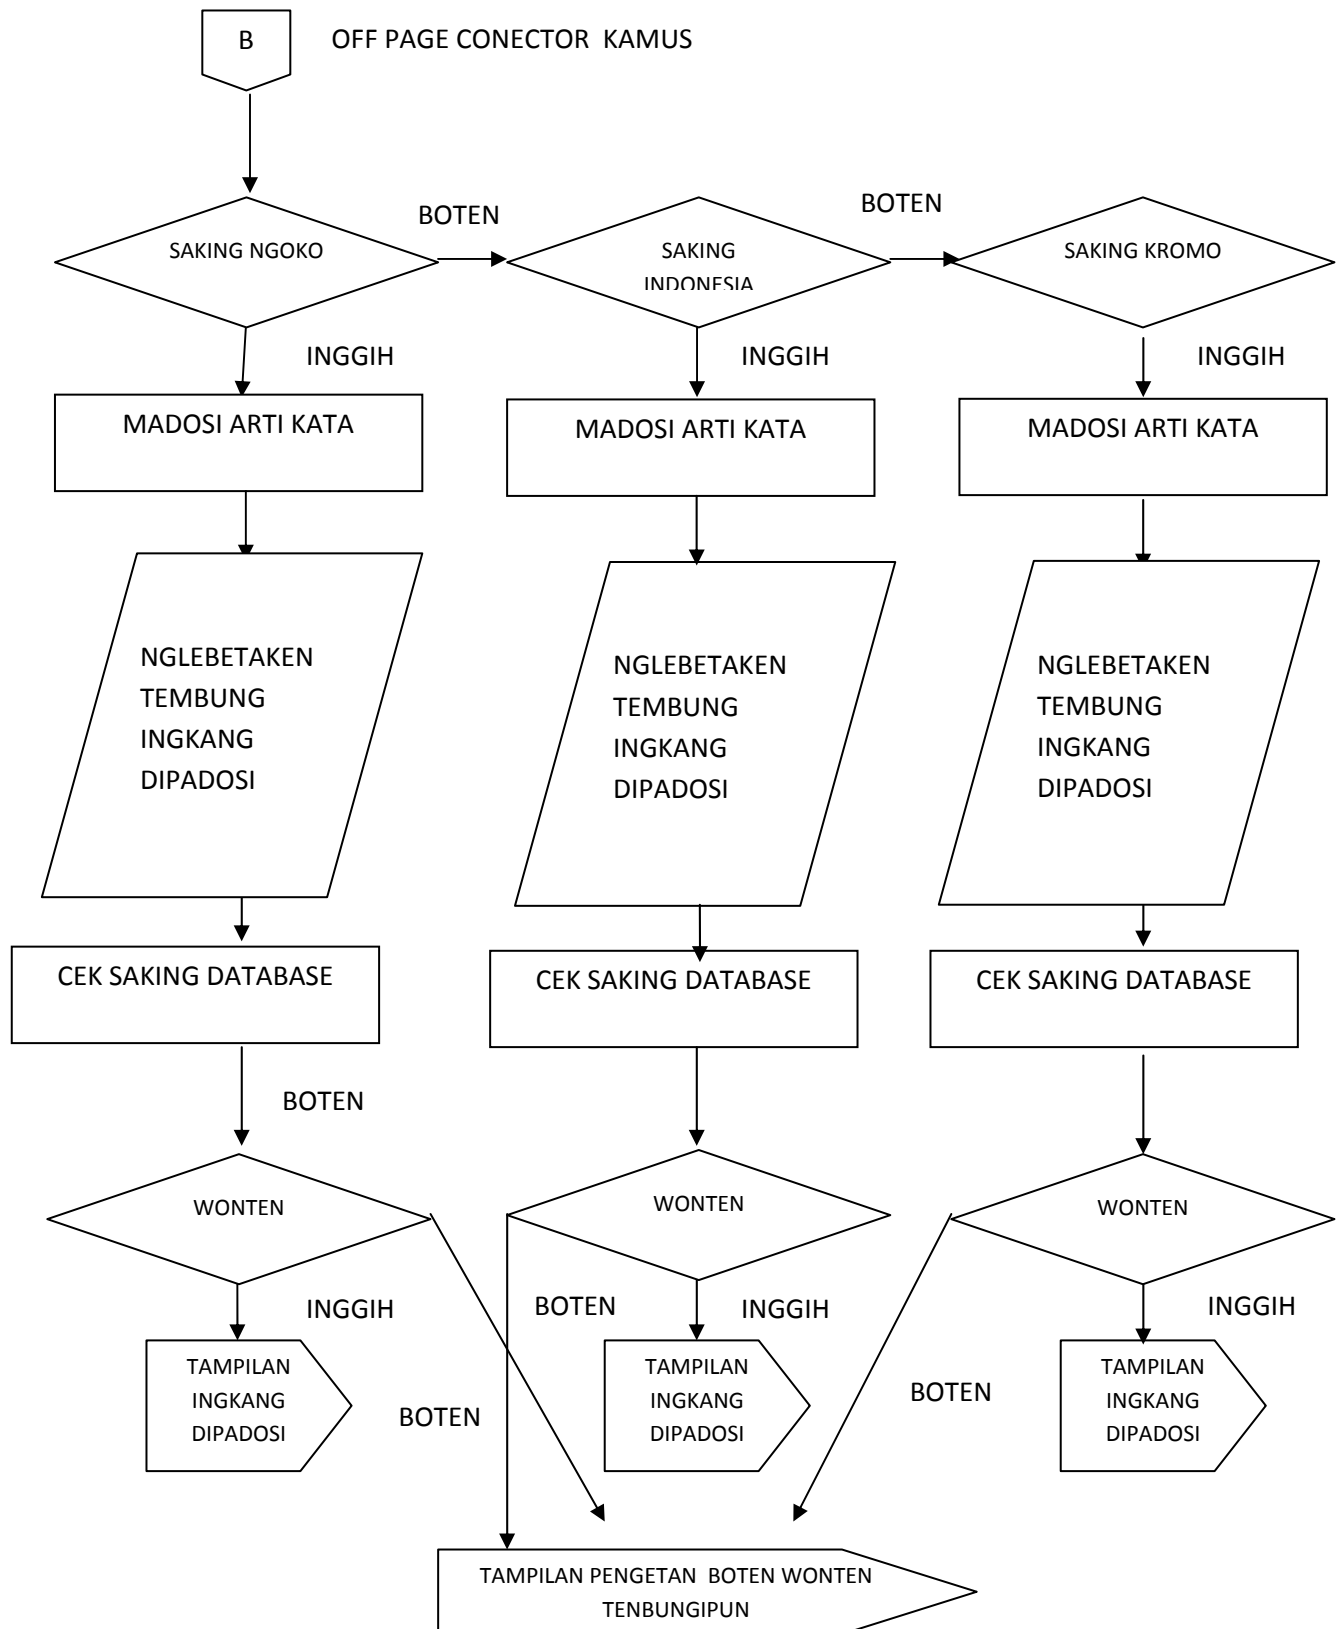 B
OFF PAGE CONECTOR  KAMUS
BOTEN
BOTEN
SAKING NGOKO
SAKING
INDONESIA
SAKING KROMO
INGGIH
INGGIH
INGGIH
MADOSI ARTI KATA
MADOSI ARTI KATA
MADOSI ARTI KATA
NGLEBETAKEN
TEMBUNG
INGKANG
DIPADOSI
NGLEBETAKEN
TEMBUNG
INGKANG
DIPADOSI
NGLEBETAKEN
TEMBUNG
INGKANG
DIPADOSI
CEK SAKING DATABASE
CEK SAKING DATABASE
CEK SAKING DATABASE
BOTEN
WONTEN
WONTEN
WONTEN
INGGIH
BOTEN
INGGIH
INGGIH
TAMPILAN
INGKANG
DIPADOSI
BOTEN
TAMPILAN
INGKANG
DIPADOSI
BOTEN
TAMPILAN
INGKANG
DIPADOSI
TAMPILAN PENGETAN  BOTEN WONTEN
TENBUNGIPUN